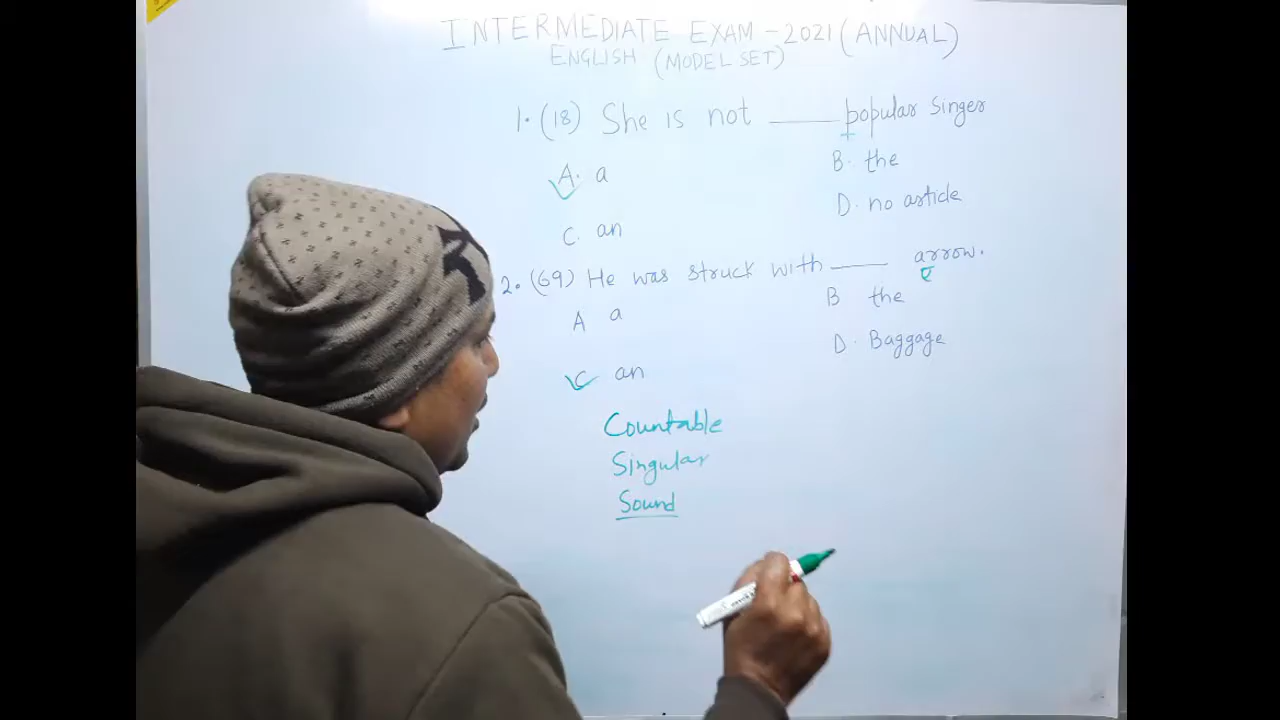 INTERMEDIATE EXAM - 2021 (ANNUAL)
ENGLISH (MODEL SET)
1. (18) She is not ____ popular singer
A. a
B. the
C. an
D. no article
2. (69) He was struck with ____ arrow.
A a
B the
C an
D. Baggage
Countable
Singular
Sound